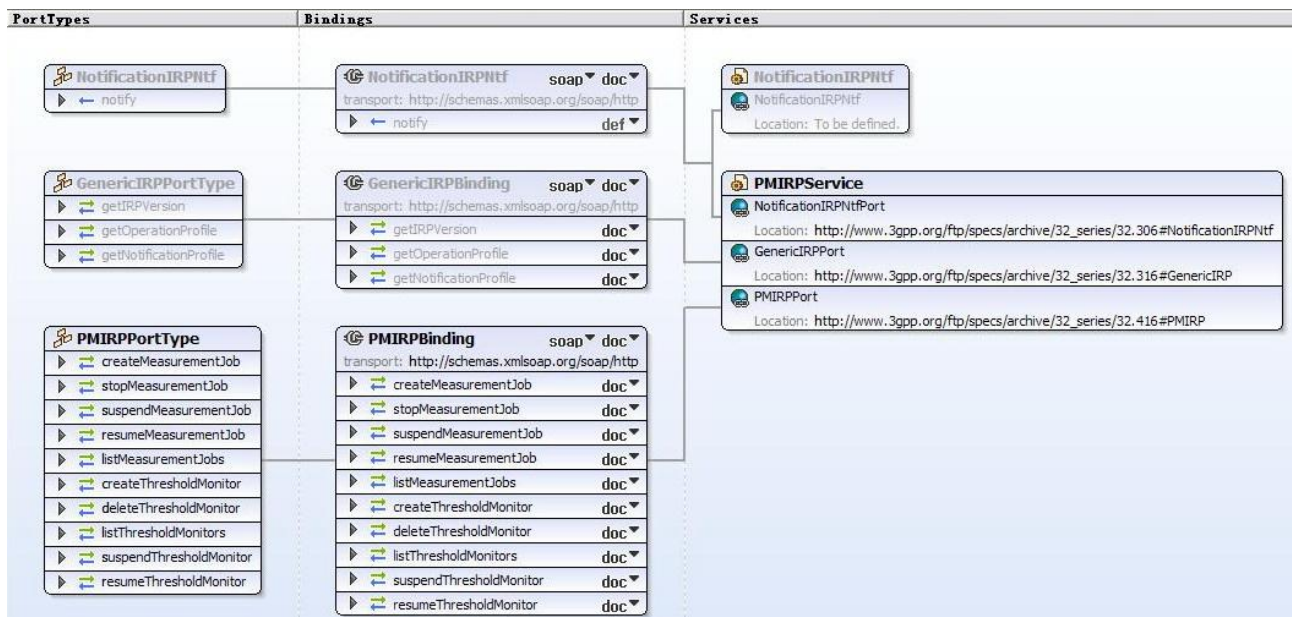 PortTypes
Bindings
Services
NotificationIRPNtf
notify
NotificationIRPNtf soap doc
transport: http://schemas.xmlsoap.org/soap/http
notify def
NotificationIRPNtf
NotificationIRPNtf
Location: To be defined.
GenericIRPPortType
getIRPVersion
getOperationProfile
getNotificationProfile
GenericIRPBinding soap doc
transport: http://schemas.xmlsoap.org/soap/http
getIRPVersion doc
getOperationProfile doc
getNotificationProfile doc
PMIRPService
NotificationIRPNtfPort
Location: http://www.3gpp.org/ftp/specs/archive/32_series/32.306#NotificationIRPNtf
GenericIRPPort
Location: http://www.3gpp.org/ftp/specs/archive/32_series/32.316#GenericIRP
PMIRPPort
Location: http://www.3gpp.org/ftp/specs/archive/32_series/32.416#PMIRP
PMIRPPortType
createMeasurementJob
stopMeasurementJob
suspendMeasurementJob
resumeMeasurementJob
listMeasurementJobs
createThresholdMonitor
deleteThresholdMonitor
listThresholdMonitors
suspendThresholdMonitor
resumeThresholdMonitor
PMIRPBinding soap doc
transport: http://schemas.xmlsoap.org/soap/http
createMeasurementJob doc
stopMeasurementJob doc
suspendMeasurementJob doc
resumeMeasurementJob doc
listMeasurementJobs doc
createThresholdMonitor doc
deleteThresholdMonitor doc
listThresholdMonitors doc
suspendThresholdMonitor doc
resumeThresholdMonitor doc